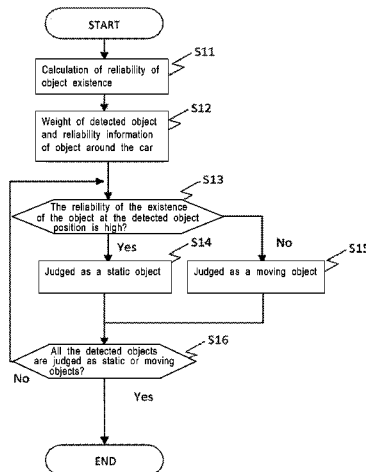 START
S11
Calculation of reliability of
object existence
S12
Weight of detected object
and reliability information
of object around the car
S13
The reliability of the existence
of the object at the detected object
position is high?
Yes
S14
No
S15
Judged as a static object
Judged as a moving object
S16
All the detected objects
are judged as static or moving
objects?
No
Yes
END